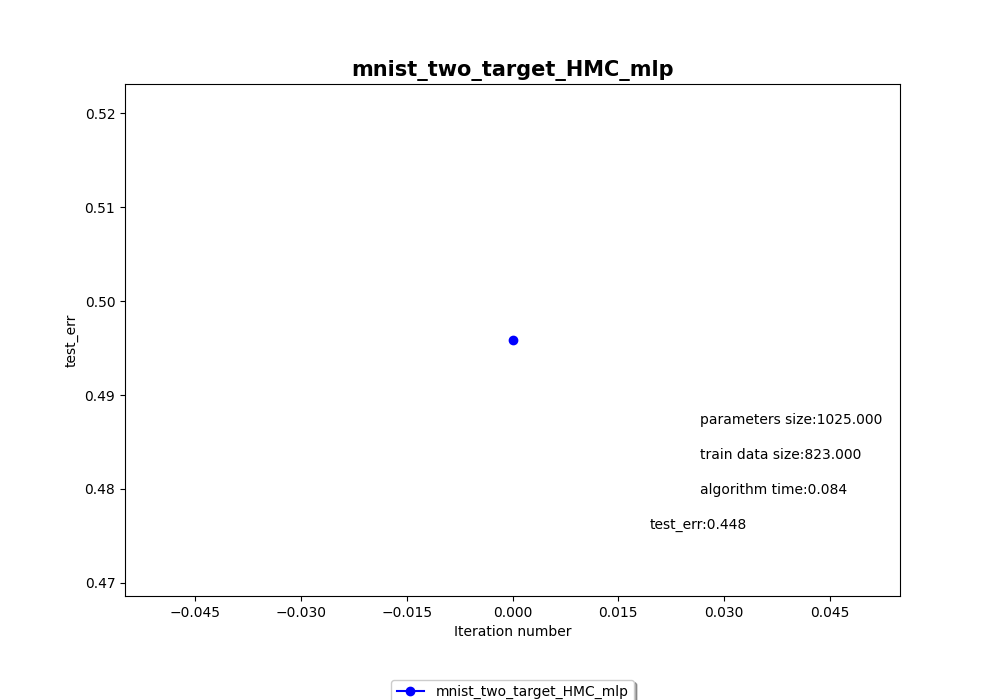 mnist_two_target_HMC_mlp
0.52
0.51
0.50
0.49
0.48
0.47
test_err
parameters size:1025.000
train data size:823.000
algorithm time:0.084
test_err:0.448
−0.045 −0.030 −0.015 0.000 0.015 0.030 0.045
Iteration number
mnist_two_target_HMC_mlp